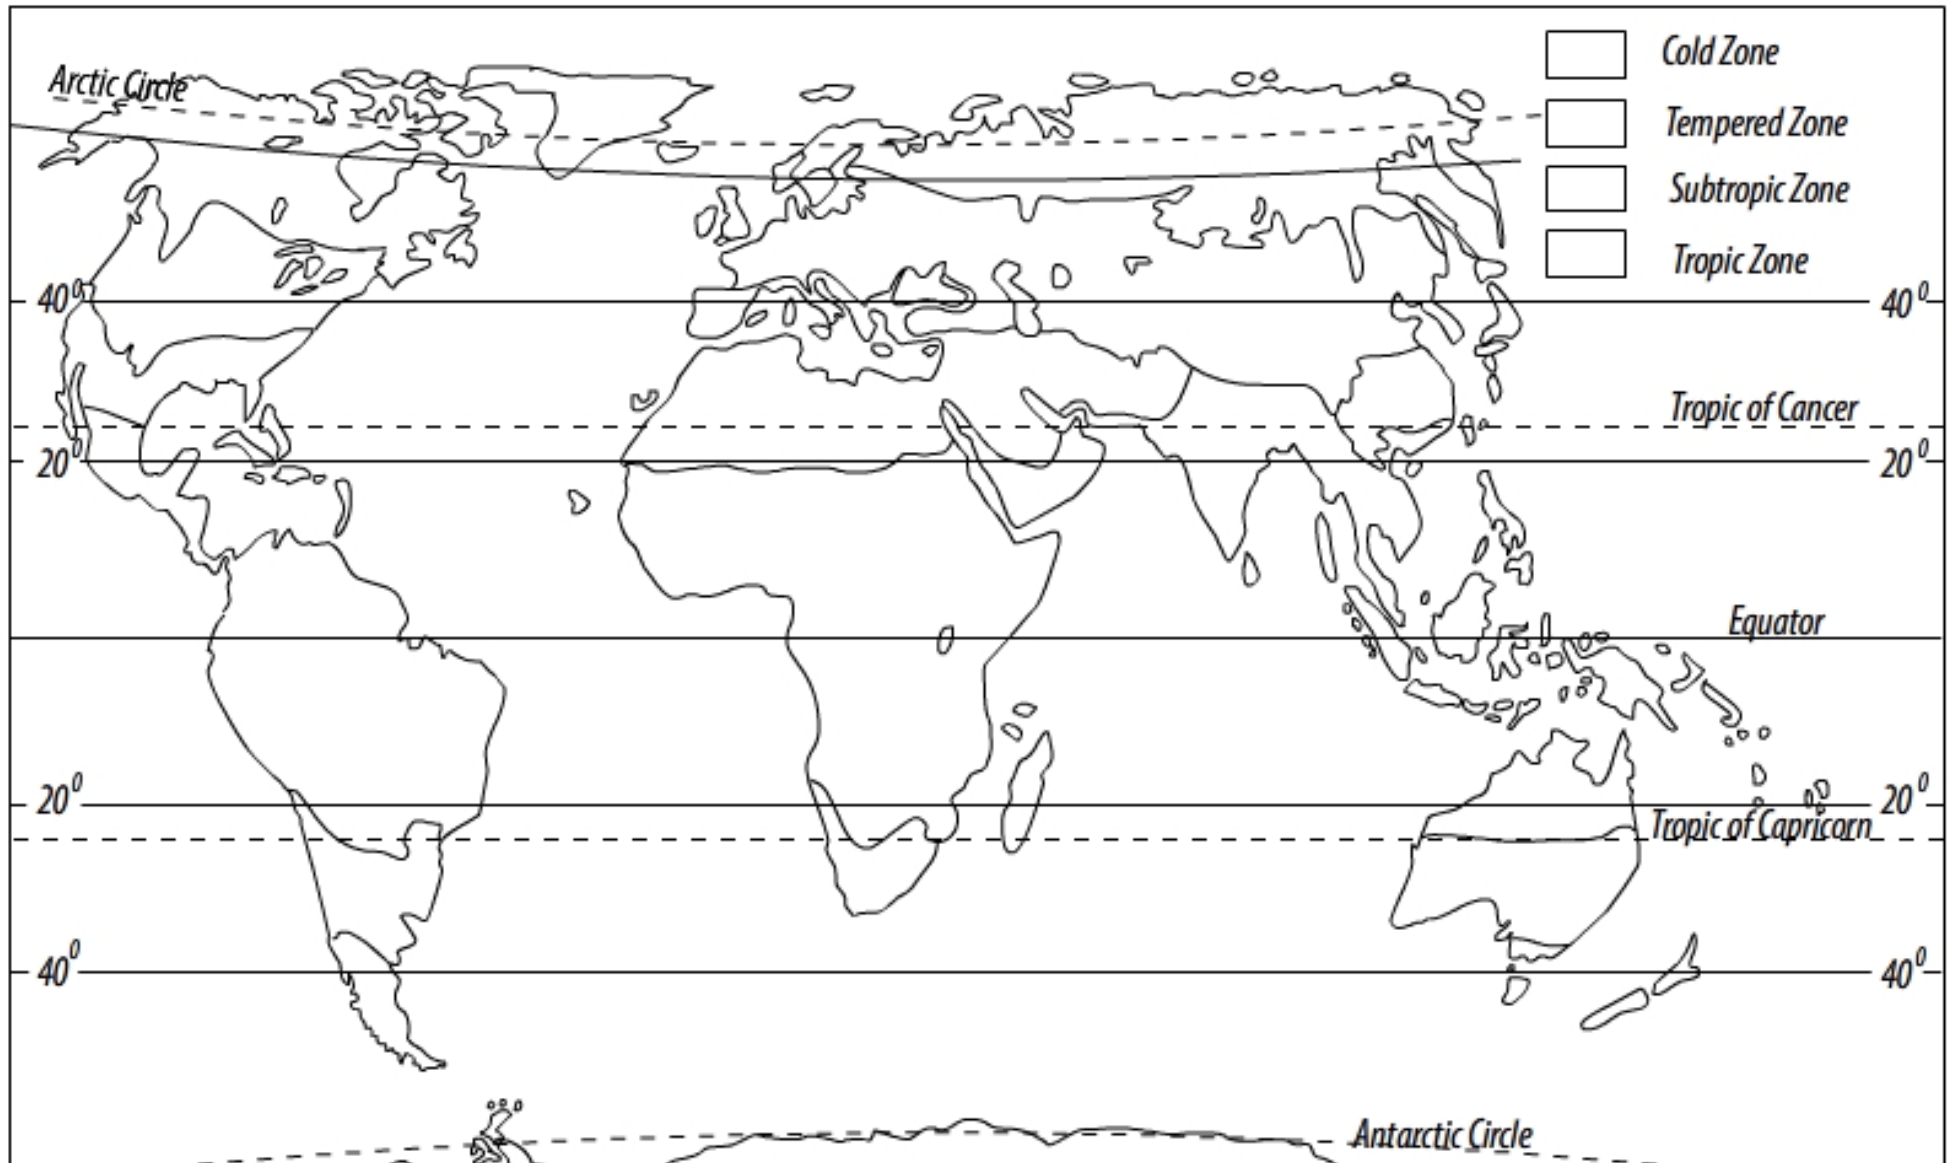 Cold Zone
Arctic Circle
Tempered Zone
Subtropic Zone
Tropic Zone
40⁰ 40⁰
Tropic of Cancer
20⁰ 20⁰
Equator
20⁰ 20⁰
Tropic of Capricorn
40⁰ 40⁰
Antarctic Circle